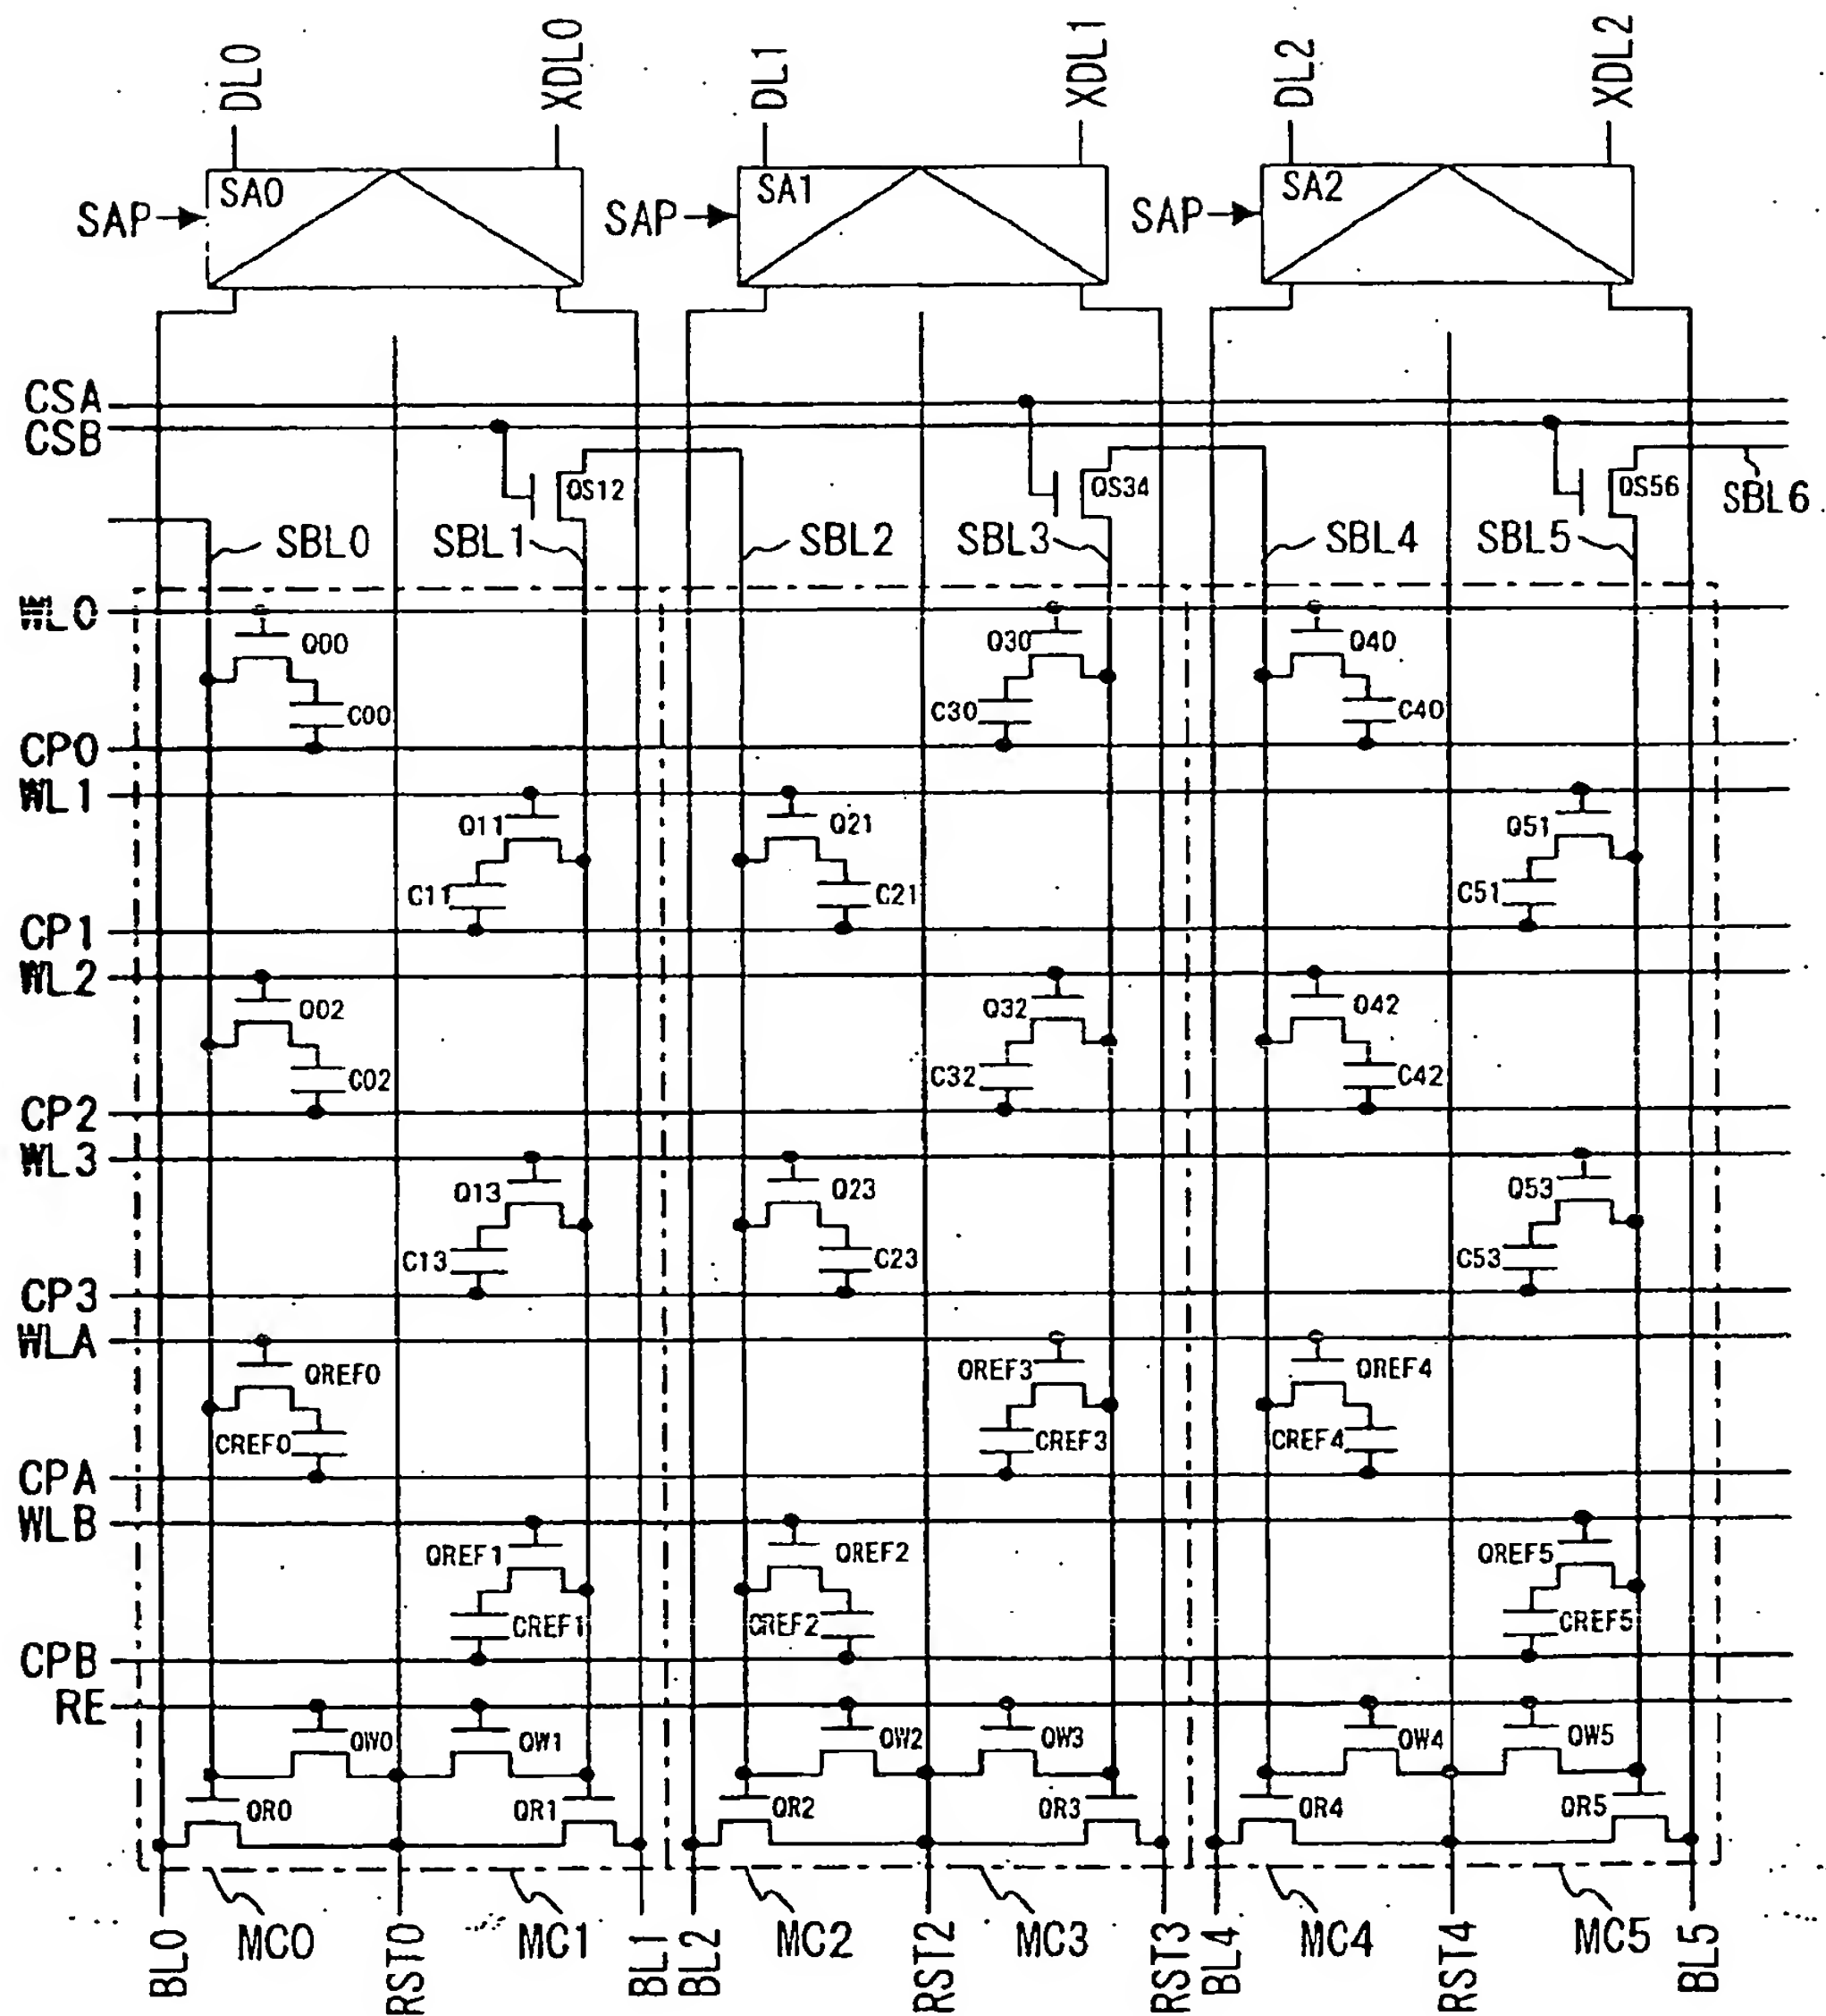 DL0 XDL0 DL1 XDL1 DL2 XDL2
SA0 SA1 SA2
SAP SAP SAP
CSA
CSB
QS12 QS34 QS56 SBL6
SBL0 SBL1 SBL2 SBL3 SBL4 SBL5
WL0
Q00 Q30 Q40
C00 C30 C40
CP0
WL1
Q11 Q21 Q51
C11 C21 C51
CP1
WL2
Q02 Q32 Q42
C02 C32 C42
CP2
WL3
Q13 Q23 Q53
C13 C23 C53
CP3
WLA
QREF0 QREF3 QREF4
CREF0 CREF3 CREF4
CPA
WLB
QREF1 QREF2 QREF5
CREF1 CREF2 CREF5
CPB
RE
QW0 QW1 QW2 QW3 QW4 QW5
QR0 QR1 QR2 QR3 QR4 QR5
BL0 MC0 RST0 MC1 BL1 BL2 MC2 RST2 MC3 RST3 BL4 MC4 RST4 MC5 BL5